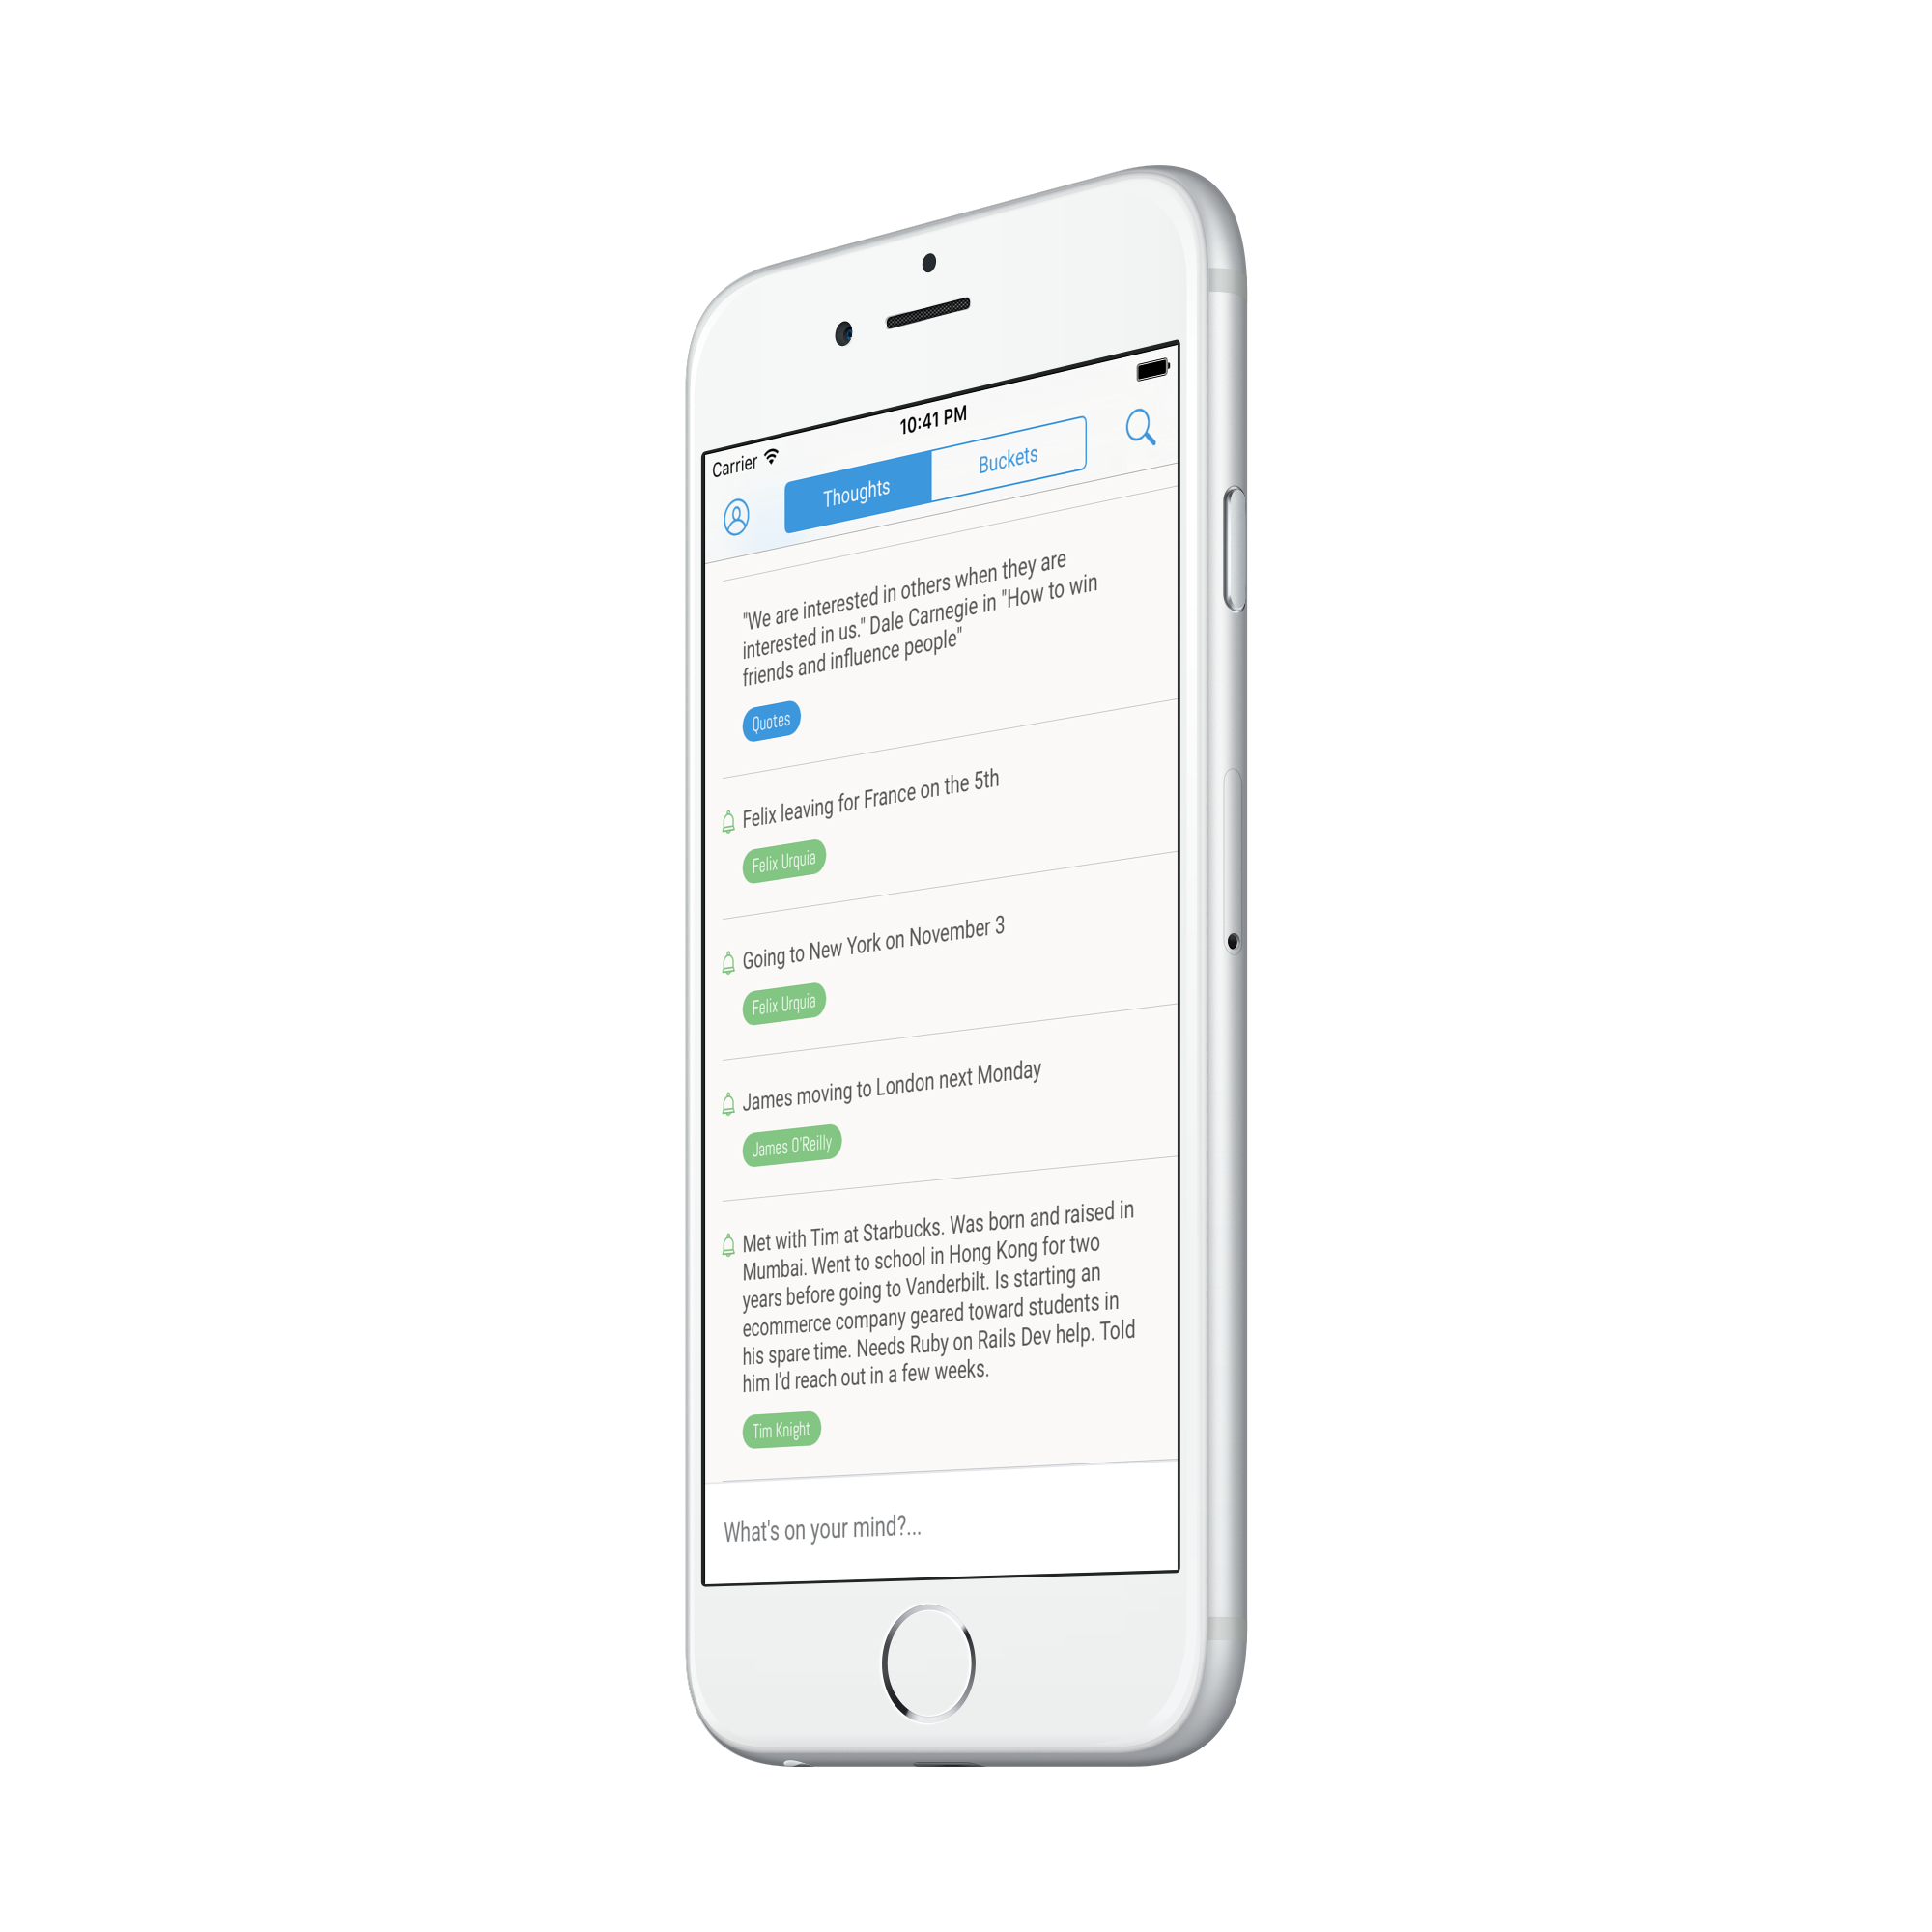 10:41 PM
Carrier
Thoughts
Buckets
"We are interested in others when they are
interested in us." Dale Carnegie in "How to win
friends and influence people"
Quotes
Felix leaving for France on the 5th
Felix Urquia
Going to New York on November 3
Felix Urquia
James moving to London next Monday
James O'Reilly
Met with Tim at Starbucks. Was born and raised in
Mumbai. Went to school in Hong Kong for two
years before going to Vanderbilt. Is starting an
ecommerce company geared toward students in
his spare time. Needs Ruby on Rails Dev help. Told
him I'd reach out in a few weeks.
Tim Knight
What's on your mind?...